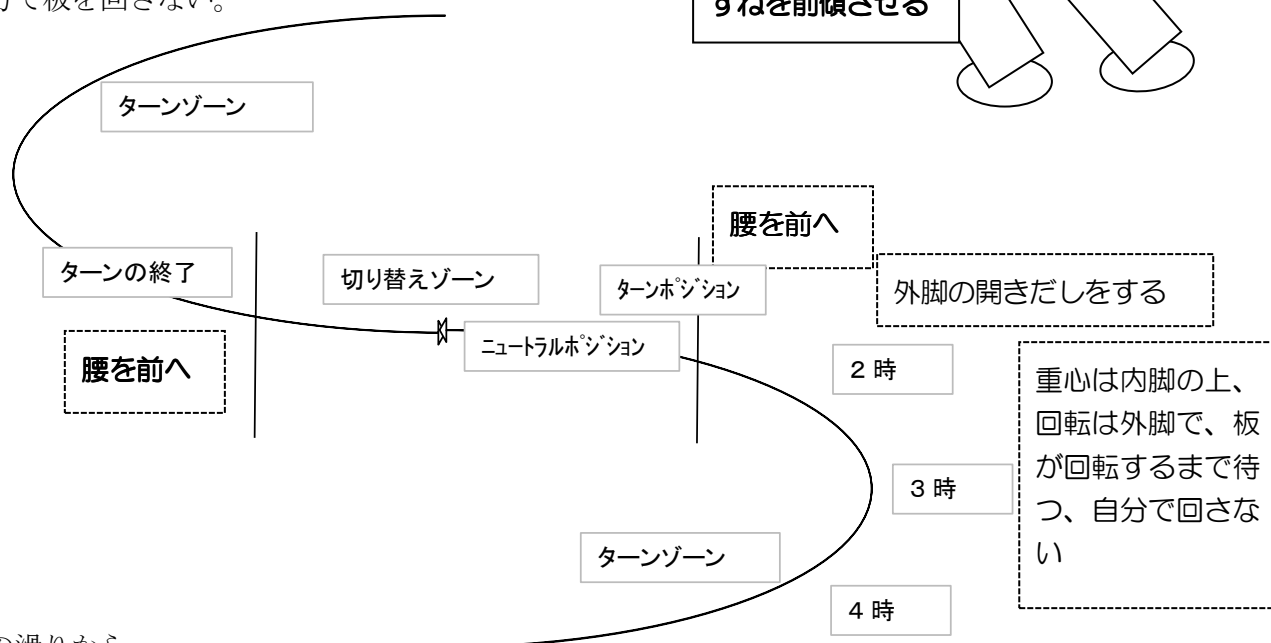 分で板を回さない。
すねを前傾させる
ターンゾーン
腰を前へ
ターンの終了
切り替えゾーン
ターンポジション
外脚の開きだしをする
ニュートラルポジション
腰を前へ
2 時
重心は内脚の上、
回転は外脚で、板
が回転するまで待
つ、自分で回さな
い
3 時
ターンゾーン
4 時
の滑りから